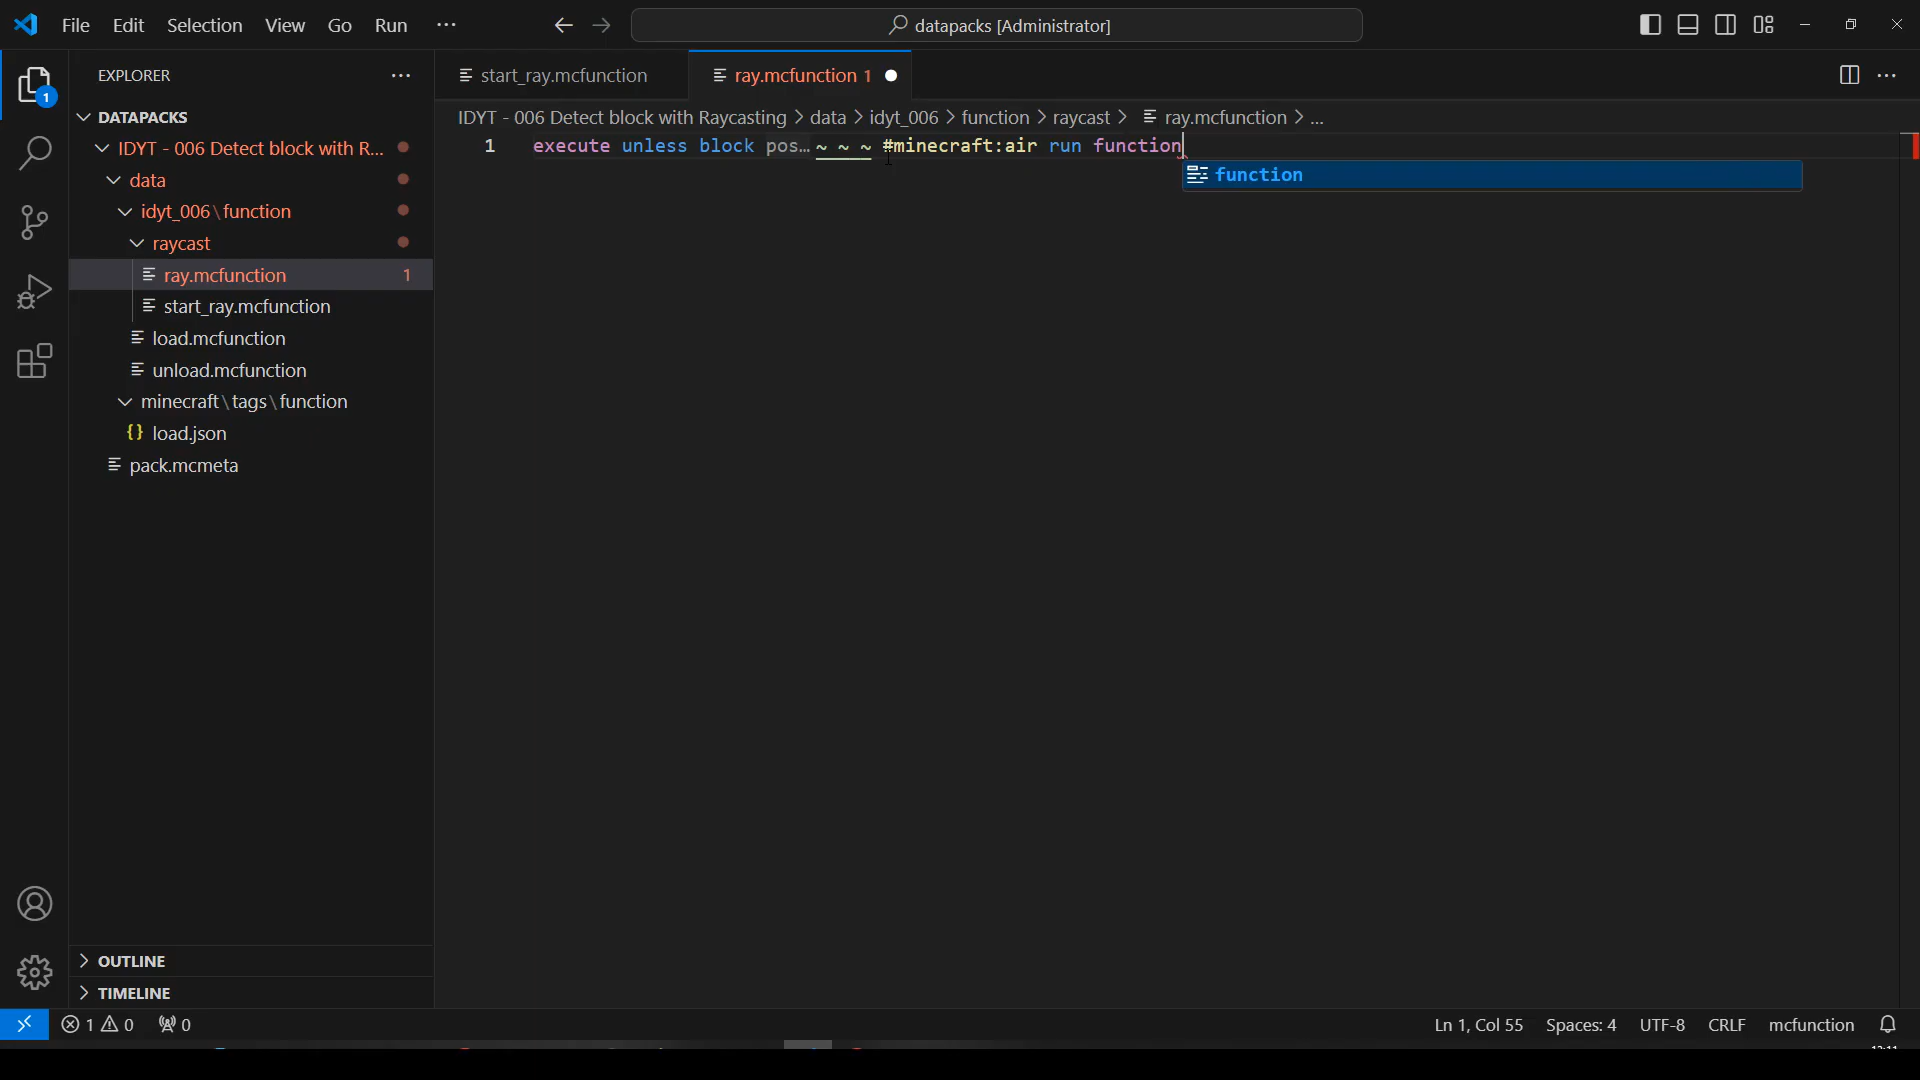 File Edit Selection View Go Run ···
datapacks [Administrator]
EXPLORER ···
DATAPACKS
IDYT - 006 Detect block with R...
data
idyt_006\function
raycast
ray.mcfunction 1
start_ray.mcfunction
load.mcfunction
unload.mcfunction
minecraft\tags\function
{} load.json
pack.mcmeta
OUTLINE
TIMELINE
1
start_ray.mcfunction
ray.mcfunction 1
IDYT - 006 Detect block with Raycasting > data > idyt_006 > function > raycast > ray.mcfunction > ...
1 execute unless block pos… ~ ~ ~ #minecraft:air run function
function
1 0 0
Ln 1, Col 55 Spaces: 4 UTF-8 CRLF mcfunction